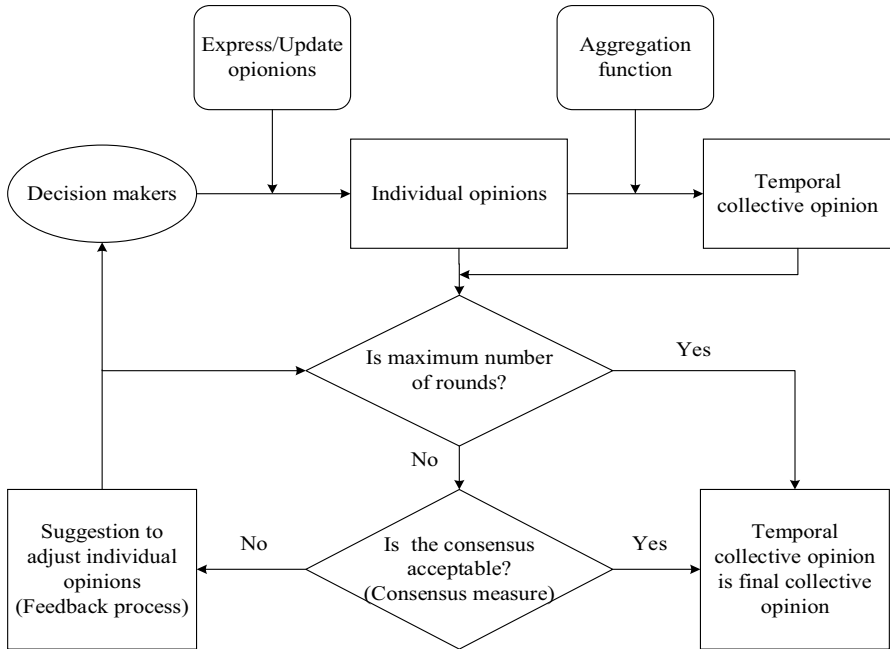 Express/Update
opionions
Aggregation
function
Decision makers
Individual opinions
Temporal
collective opinion
Is maximum number
of rounds?
Yes
No
Suggestion to
adjust individual
opinions
(Feedback process)
No
Is the consensus
acceptable?
(Consensus measure)
Yes
Temporal
collective opinion
is final collective
opinion